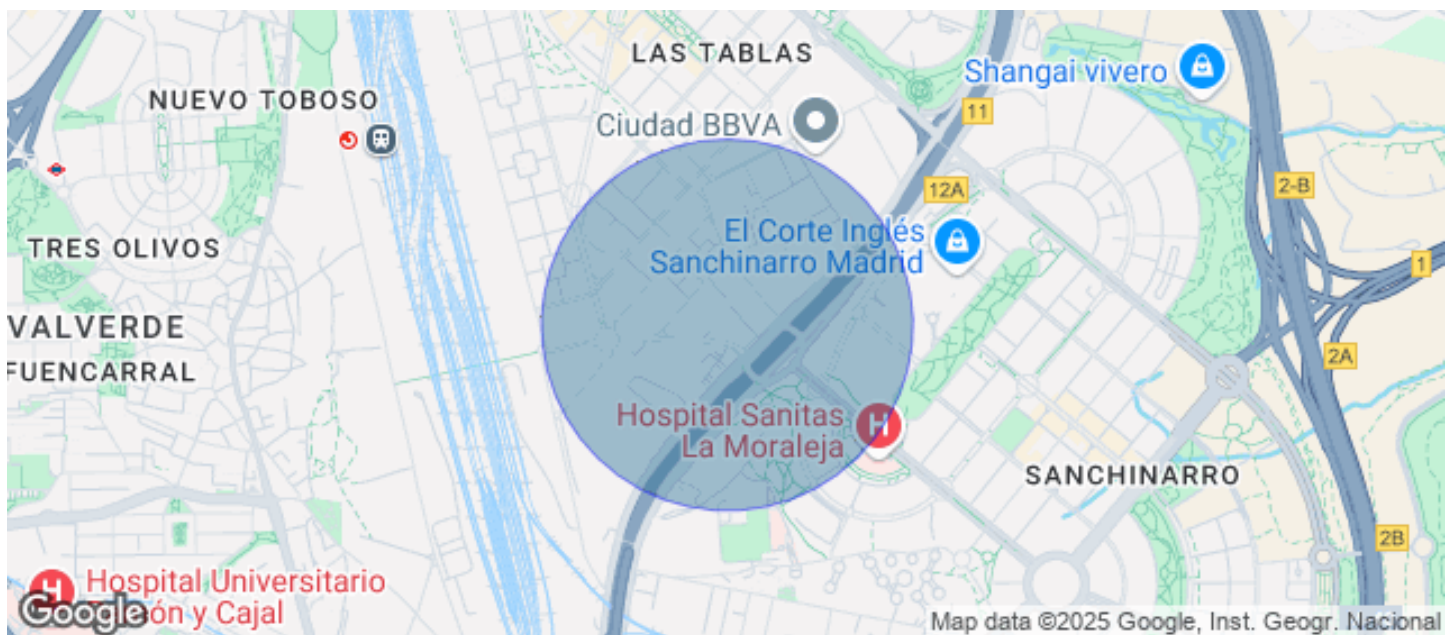 LAS TABLAS
Shangai vivero
NUEVO TOBOSO
11
Ciudad BBVA
12A
2-B
El Corte Inglés
Sanchinarro Madrid
TRES OLIVOS
1
VALVERDE
2A
FUENCARRAL
Hospital Sanitas
La Moraleja
H
SANCHINARRO
2B
H
Hospital Universitario
y Cajal
Google
Map data ©2025 Google, Inst. Geogr. Nacional